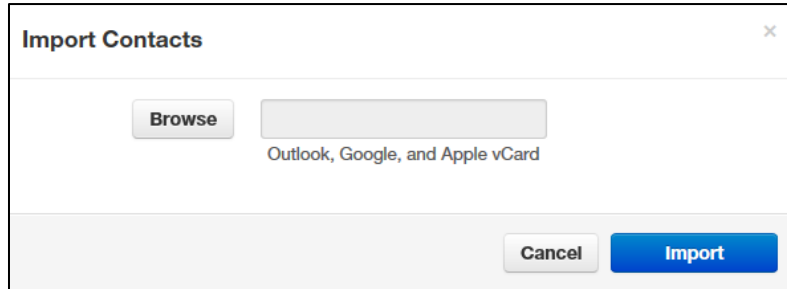 Import Contacts
×
Browse
Outlook, Google, and Apple vCard
Cancel Import